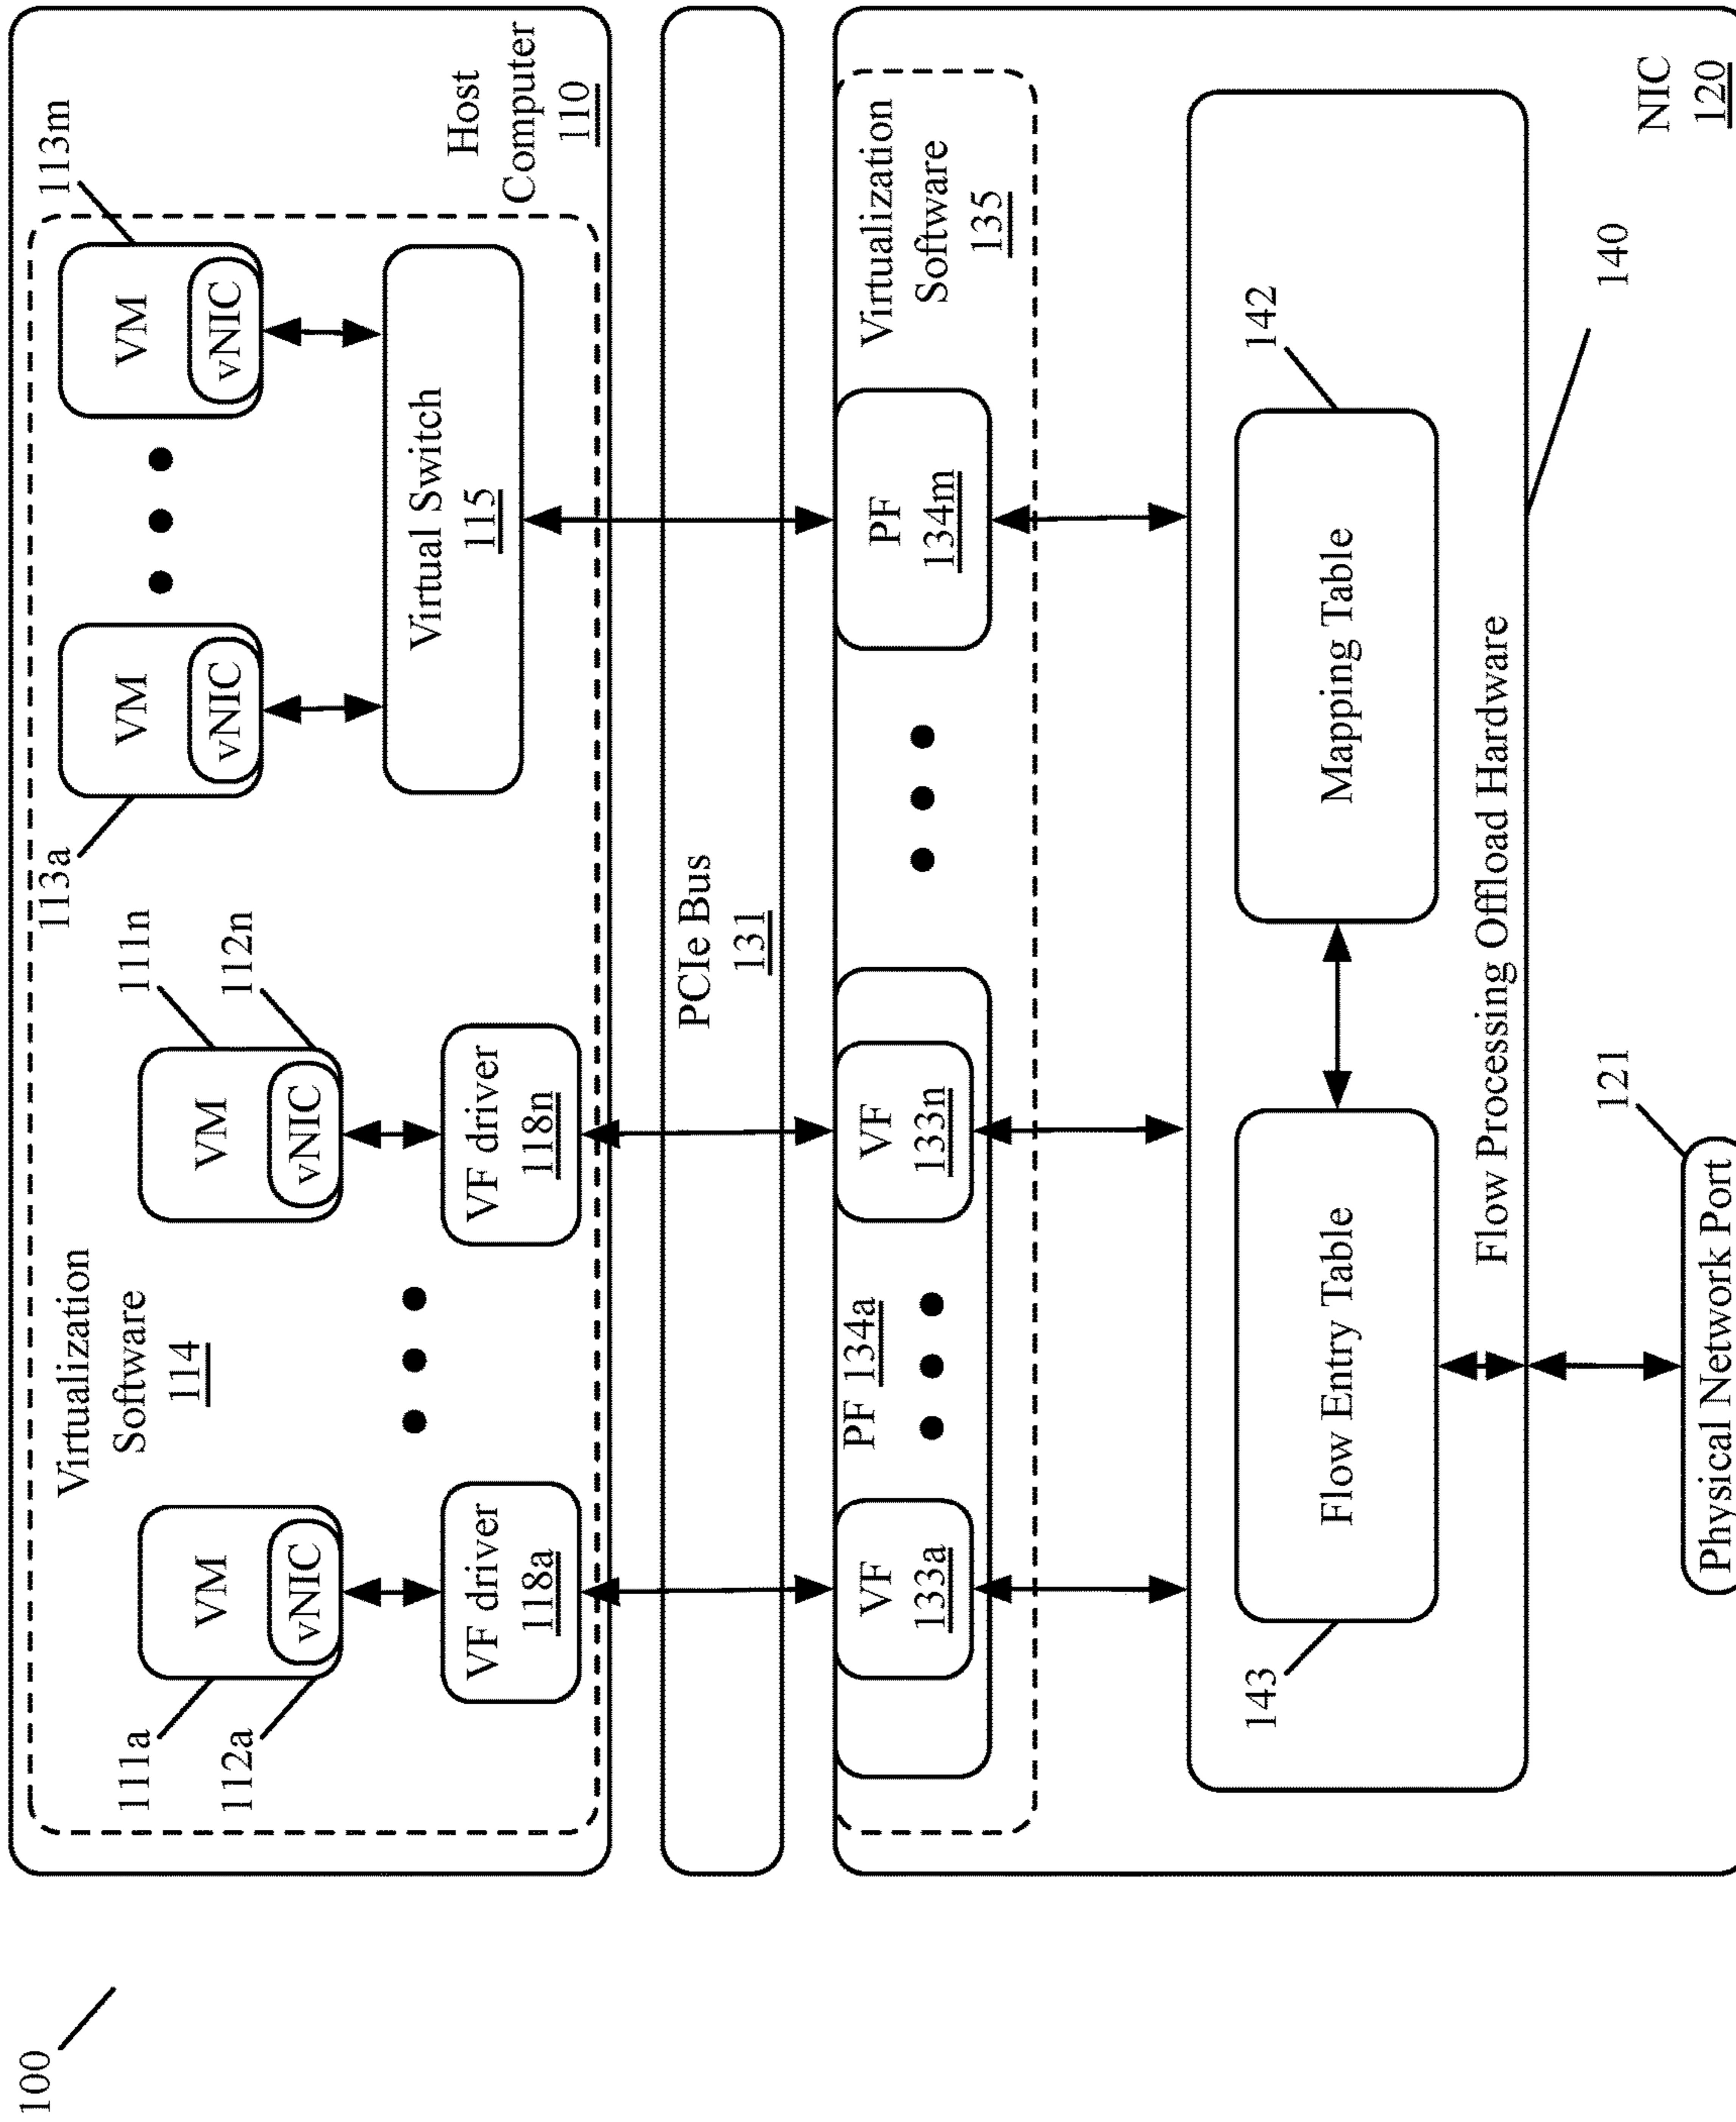 100
Virtualization
Software
114
111a
112a
VM
vNIC
VF driver
118a
111n
112n
VM
vNIC
VF driver
118n
113a
VM
vNIC
113m
VM
vNIC
Virtual Switch
115
Host
Computer
110
PCIe Bus
131
VF
133a
PF 134a
VF
133n
PF
134m
Virtualization
Software
135
143
Flow Entry Table
142
Mapping Table
Flow Processing Offload Hardware
140
121
Physical Network Port
NIC
120